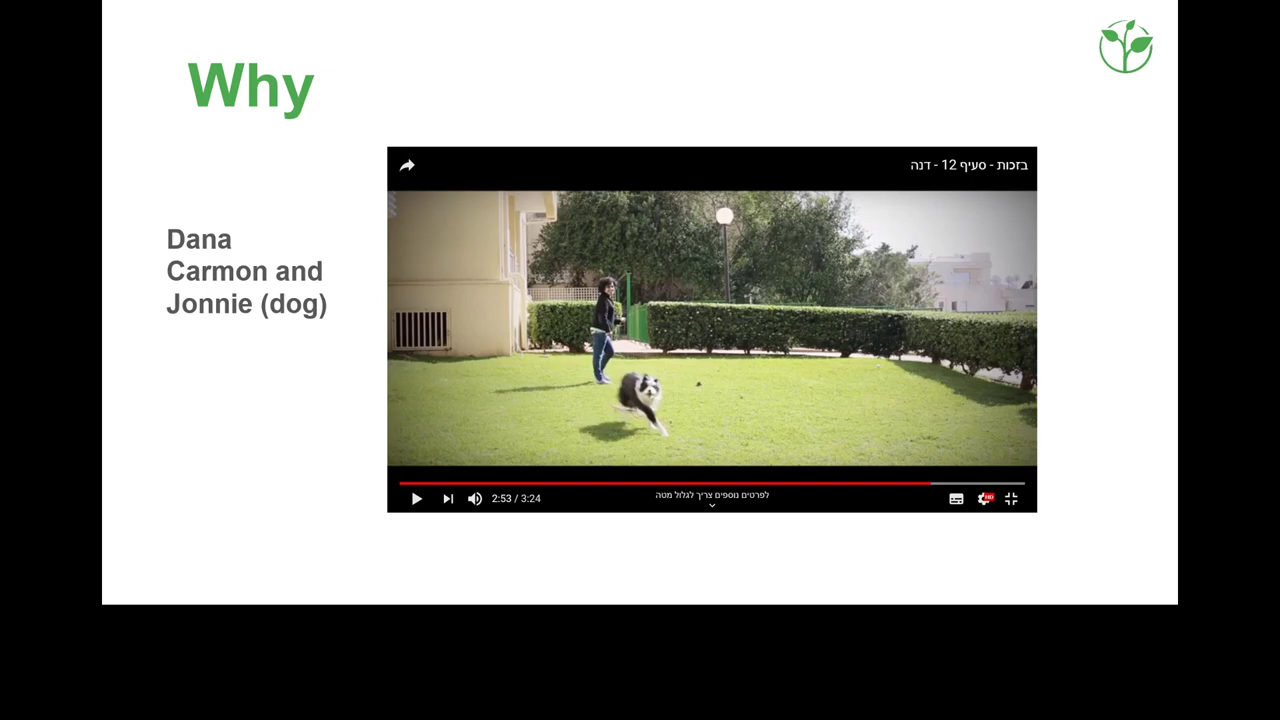 Why
Dana
Carmon and
Jonnie (dog)
בזכות - סעיף 12 - דנה
2:53 / 3:24
לפרטים נוספים צריך לגלול מטה
HD